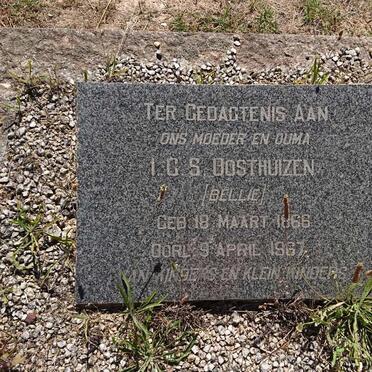 TER GEDAGTENIS AAN
ONS MOEDER EN OUMA
I.G.S. OOSTHUIZEN
[BELLIE]
GEB 18 MAART 1866
OORL. 9 APRIL 1967
VAN KINDERS EN KLEIN KINDERS